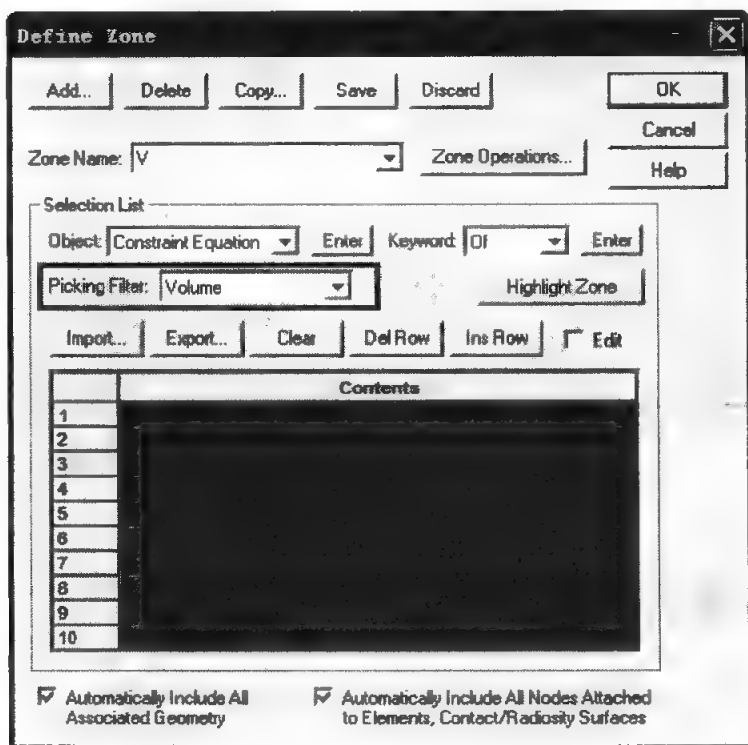 Define Zone
Add... Delete Copy... Save Discard OK
Cancel
Zone Name: V Zone Operations... Help
Selection List
Object: Constraint Equation Enter Keyword: Of Enter
Picking Filter: Volume Highlight Zone
Import... Export... Clear Del Row Ins Row Edit
Contents
1
2
3
4
5
6
7
8
9
10
Automatically Include All Associated Geometry
Automatically Include All Nodes Attached to Elements, Contact/Radiosity Surfaces